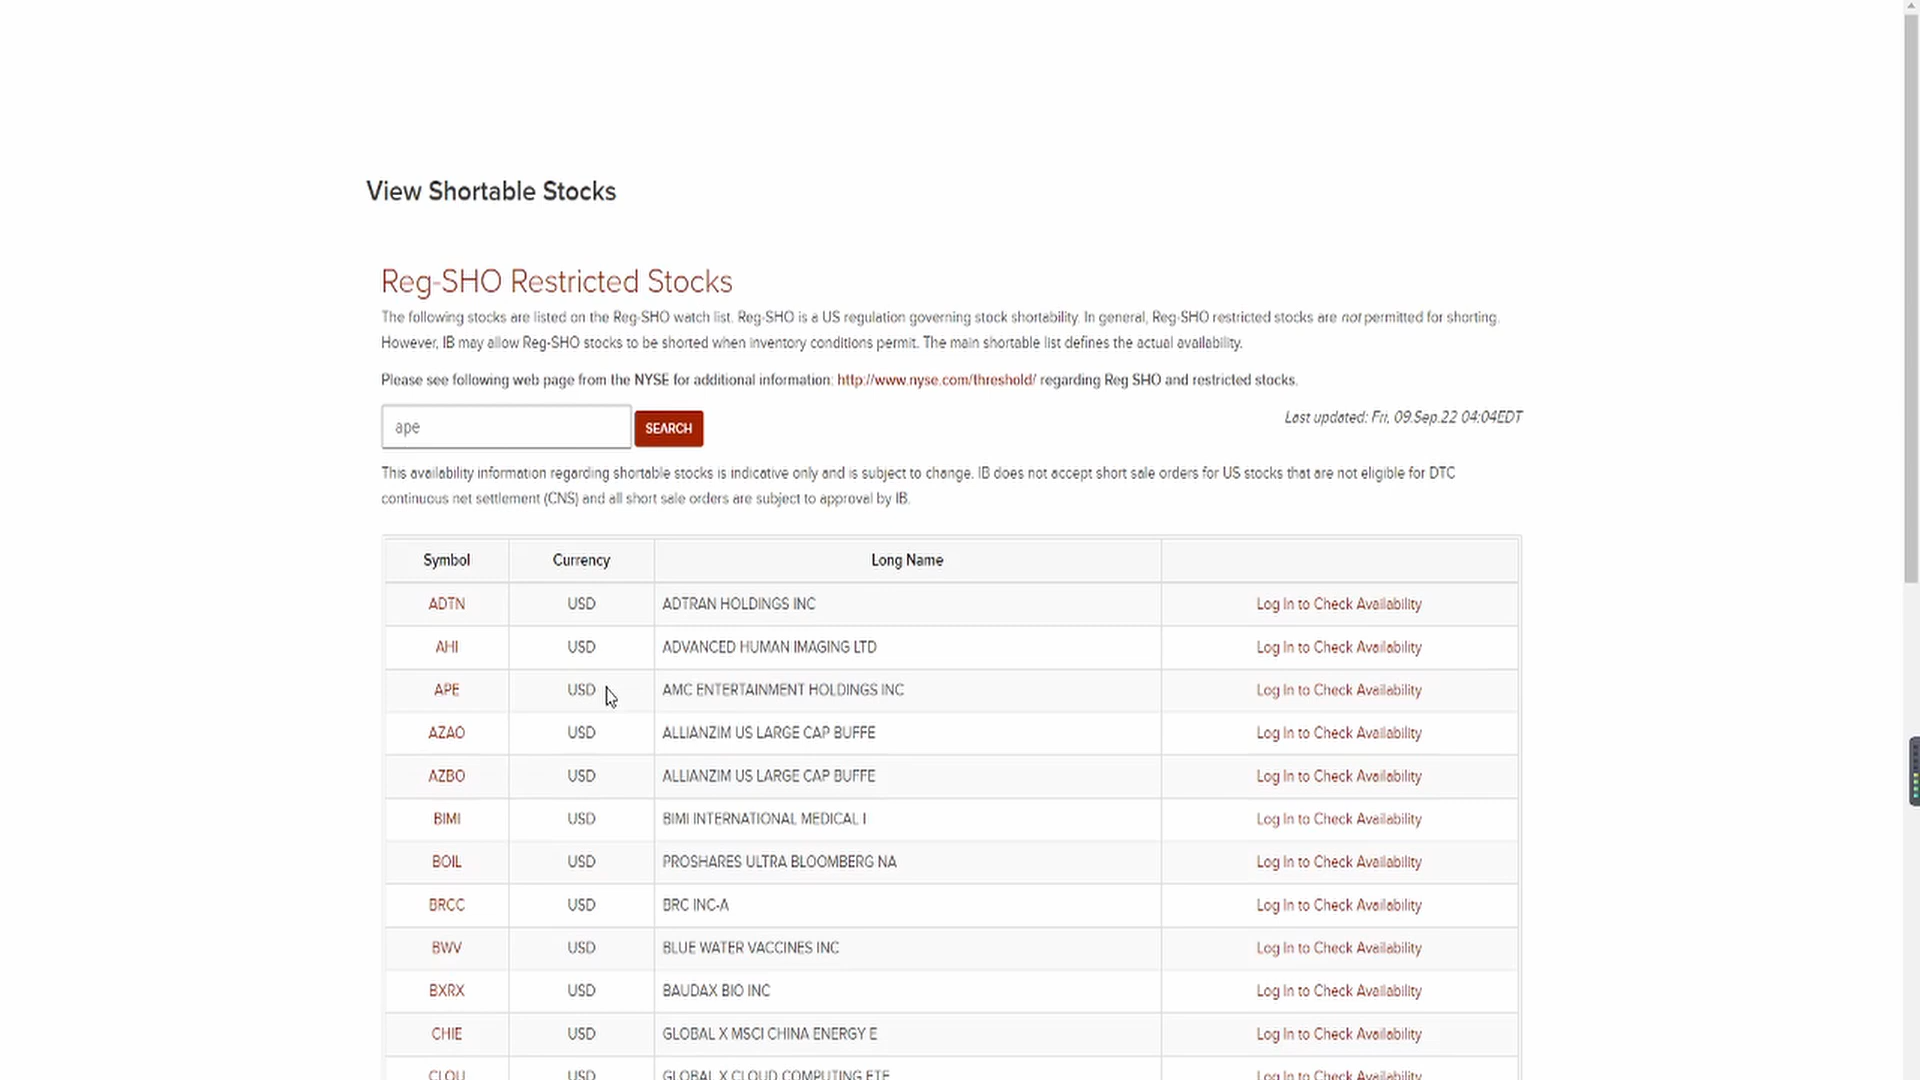 View Shortable Stocks
Reg-SHO Restricted Stocks
The following stocks are listed on the Reg-SHO watch list. Reg-SHO is a US regulation governing stock shortability. In general, Reg-SHO restricted stocks are not permitted for shorting.
However, IB may allow Reg-SHO stocks to be shorted when inventory conditions permit. The main shortable list defines the actual availability.
Please see following web page from the NYSE for additional information: http://www.nyse.com/threshold/ regarding Reg SHO and restricted stocks.
ape SEARCH Last updated: Fri, 09.Sep.22 04:04EDT
This availability information regarding shortable stocks is indicative only and is subject to change. IB does not accept short sale orders for US stocks that are not eligible for DTC
continuous net settlement (CNS) and all short sale orders are subject to approval by IB.
Symbol Currency Long Name
ADTN USD ADTRAN HOLDINGS INC Log In to Check Availability
AHI USD ADVANCED HUMAN IMAGING LTD Log In to Check Availability
APE USD AMC ENTERTAINMENT HOLDINGS INC Log In to Check Availability
AZAO USD ALLIANZIM US LARGE CAP BUFFE Log In to Check Availability
AZBO USD ALLIANZIM US LARGE CAP BUFFE Log In to Check Availability
BIMI USD BIMI INTERNATIONAL MEDICAL I Log In to Check Availability
BOIL USD PROSHARES ULTRA BLOOMBERG NA Log In to Check Availability
BRCC USD BRC INC-A Log In to Check Availability
BWV USD BLUE WATER VACCINES INC Log In to Check Availability
BXRX USD BAUDAX BIO INC Log In to Check Availability
CHIE USD GLOBAL X MSCI CHINA ENERGY E Log In to Check Availability
CLOU USD GLOBAL X CLOUD COMPUTING ETF Log In to Check Availability